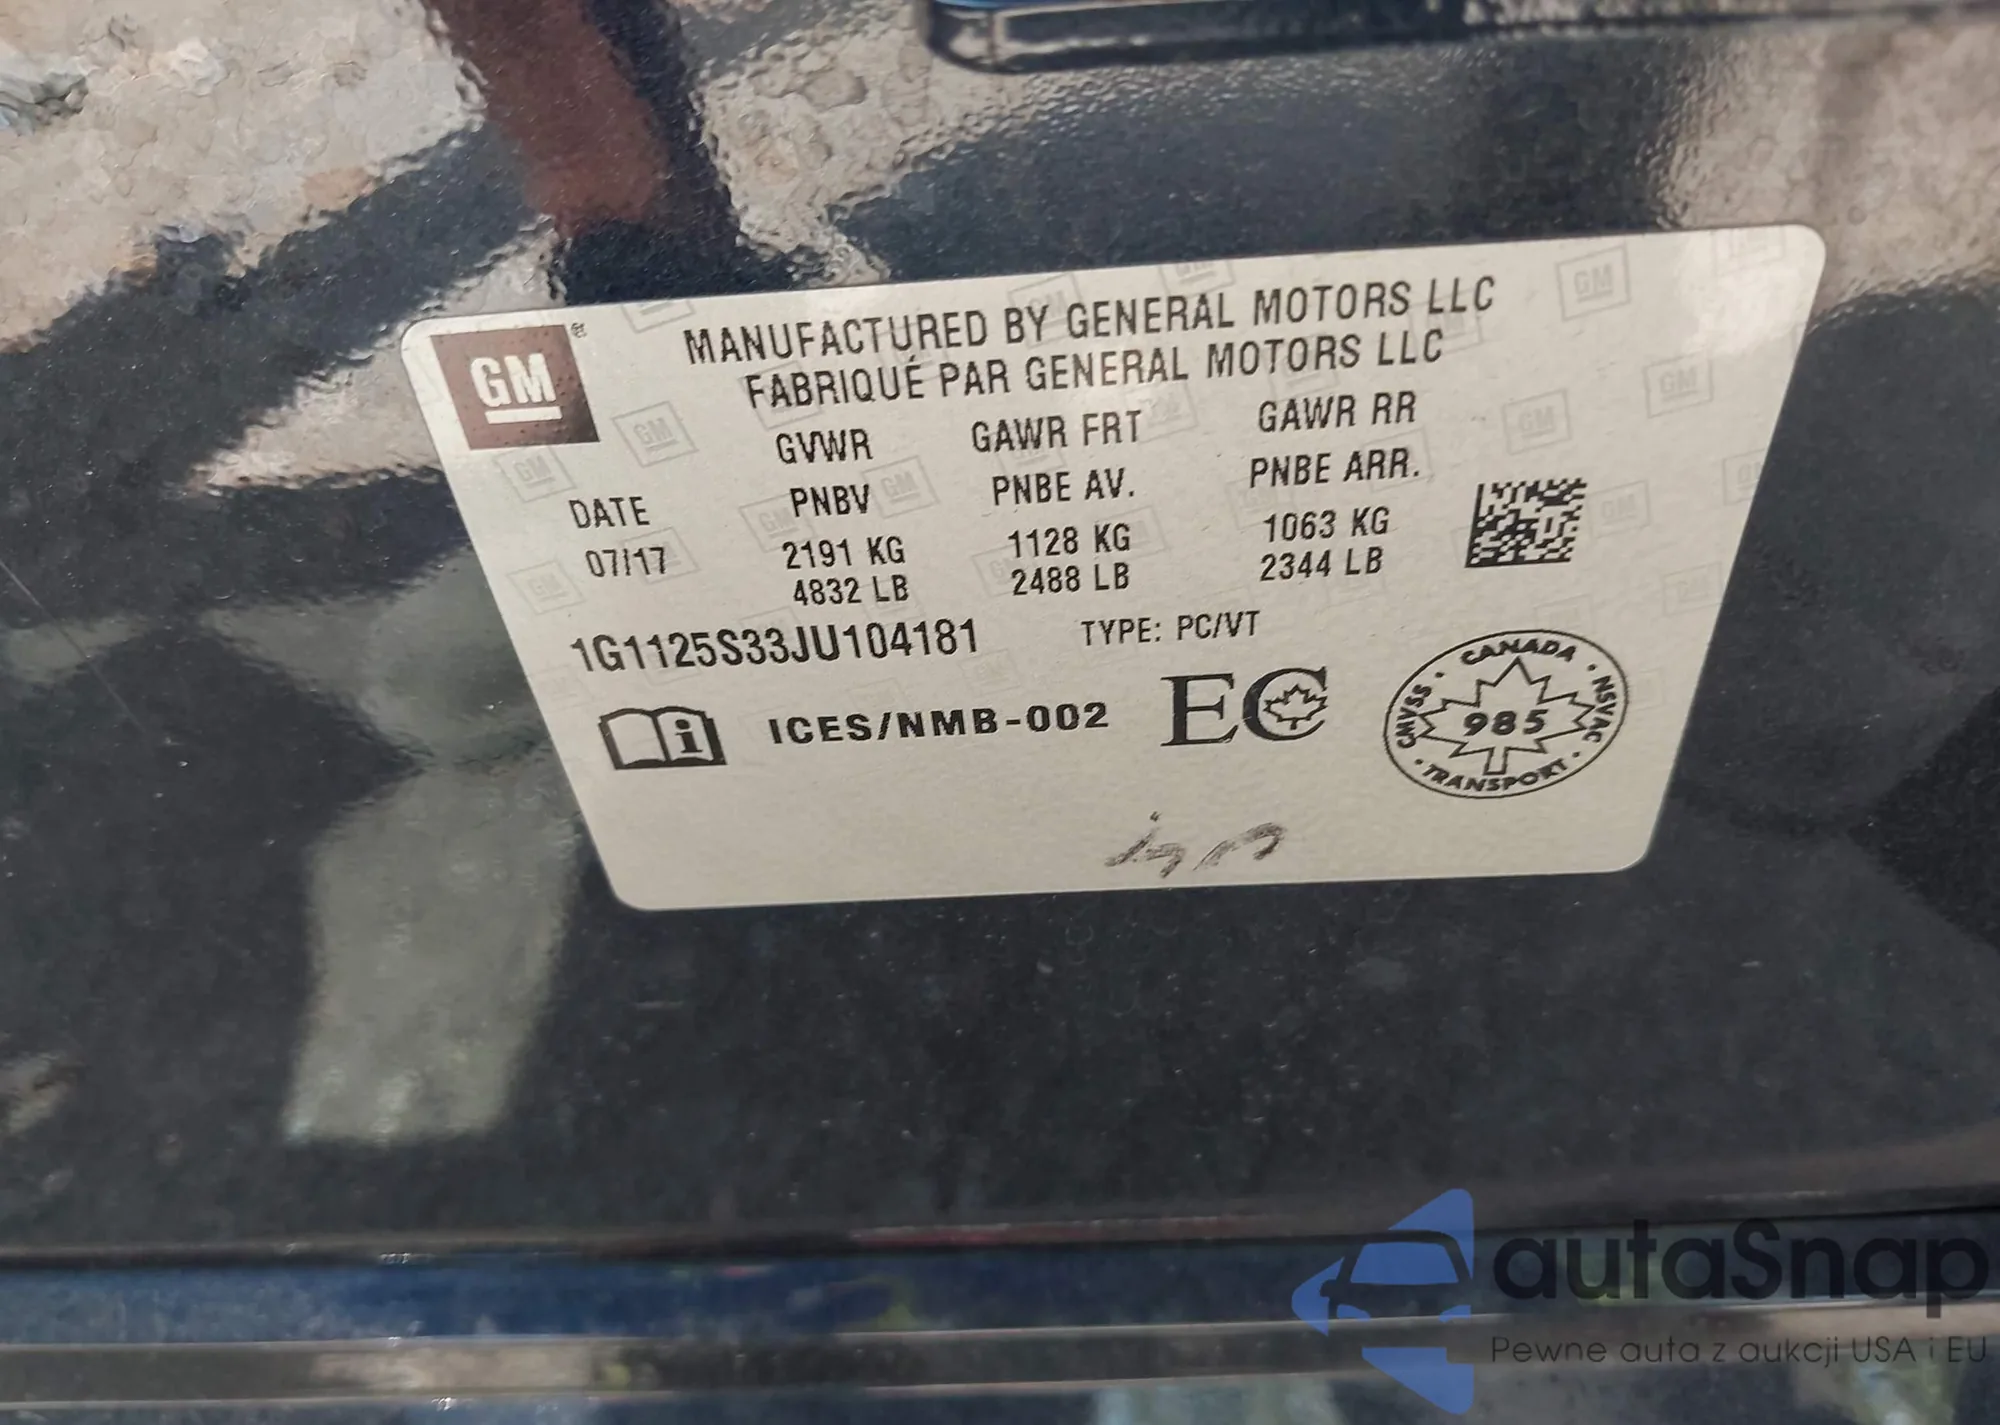 GM
MANUFACTURED BY GENERAL MOTORS LLC
FABRIQUÉ PAR GENERAL MOTORS LLC
GVWR GAWR FRT GAWR RR
DATE PNBV PNBE AV. PNBE ARR.
07/17 2191 KG 1128 KG 1063 KG
4832 LB 2488 LB 2344 LB
1G1125S33JU104181 TYPE: PC/VT
i ICES/NMB-002 EC
CANADA
CMVSS 985 NSVAC
TRANSPORT
autaSnap
Pewne auta z aukcji USA i EU